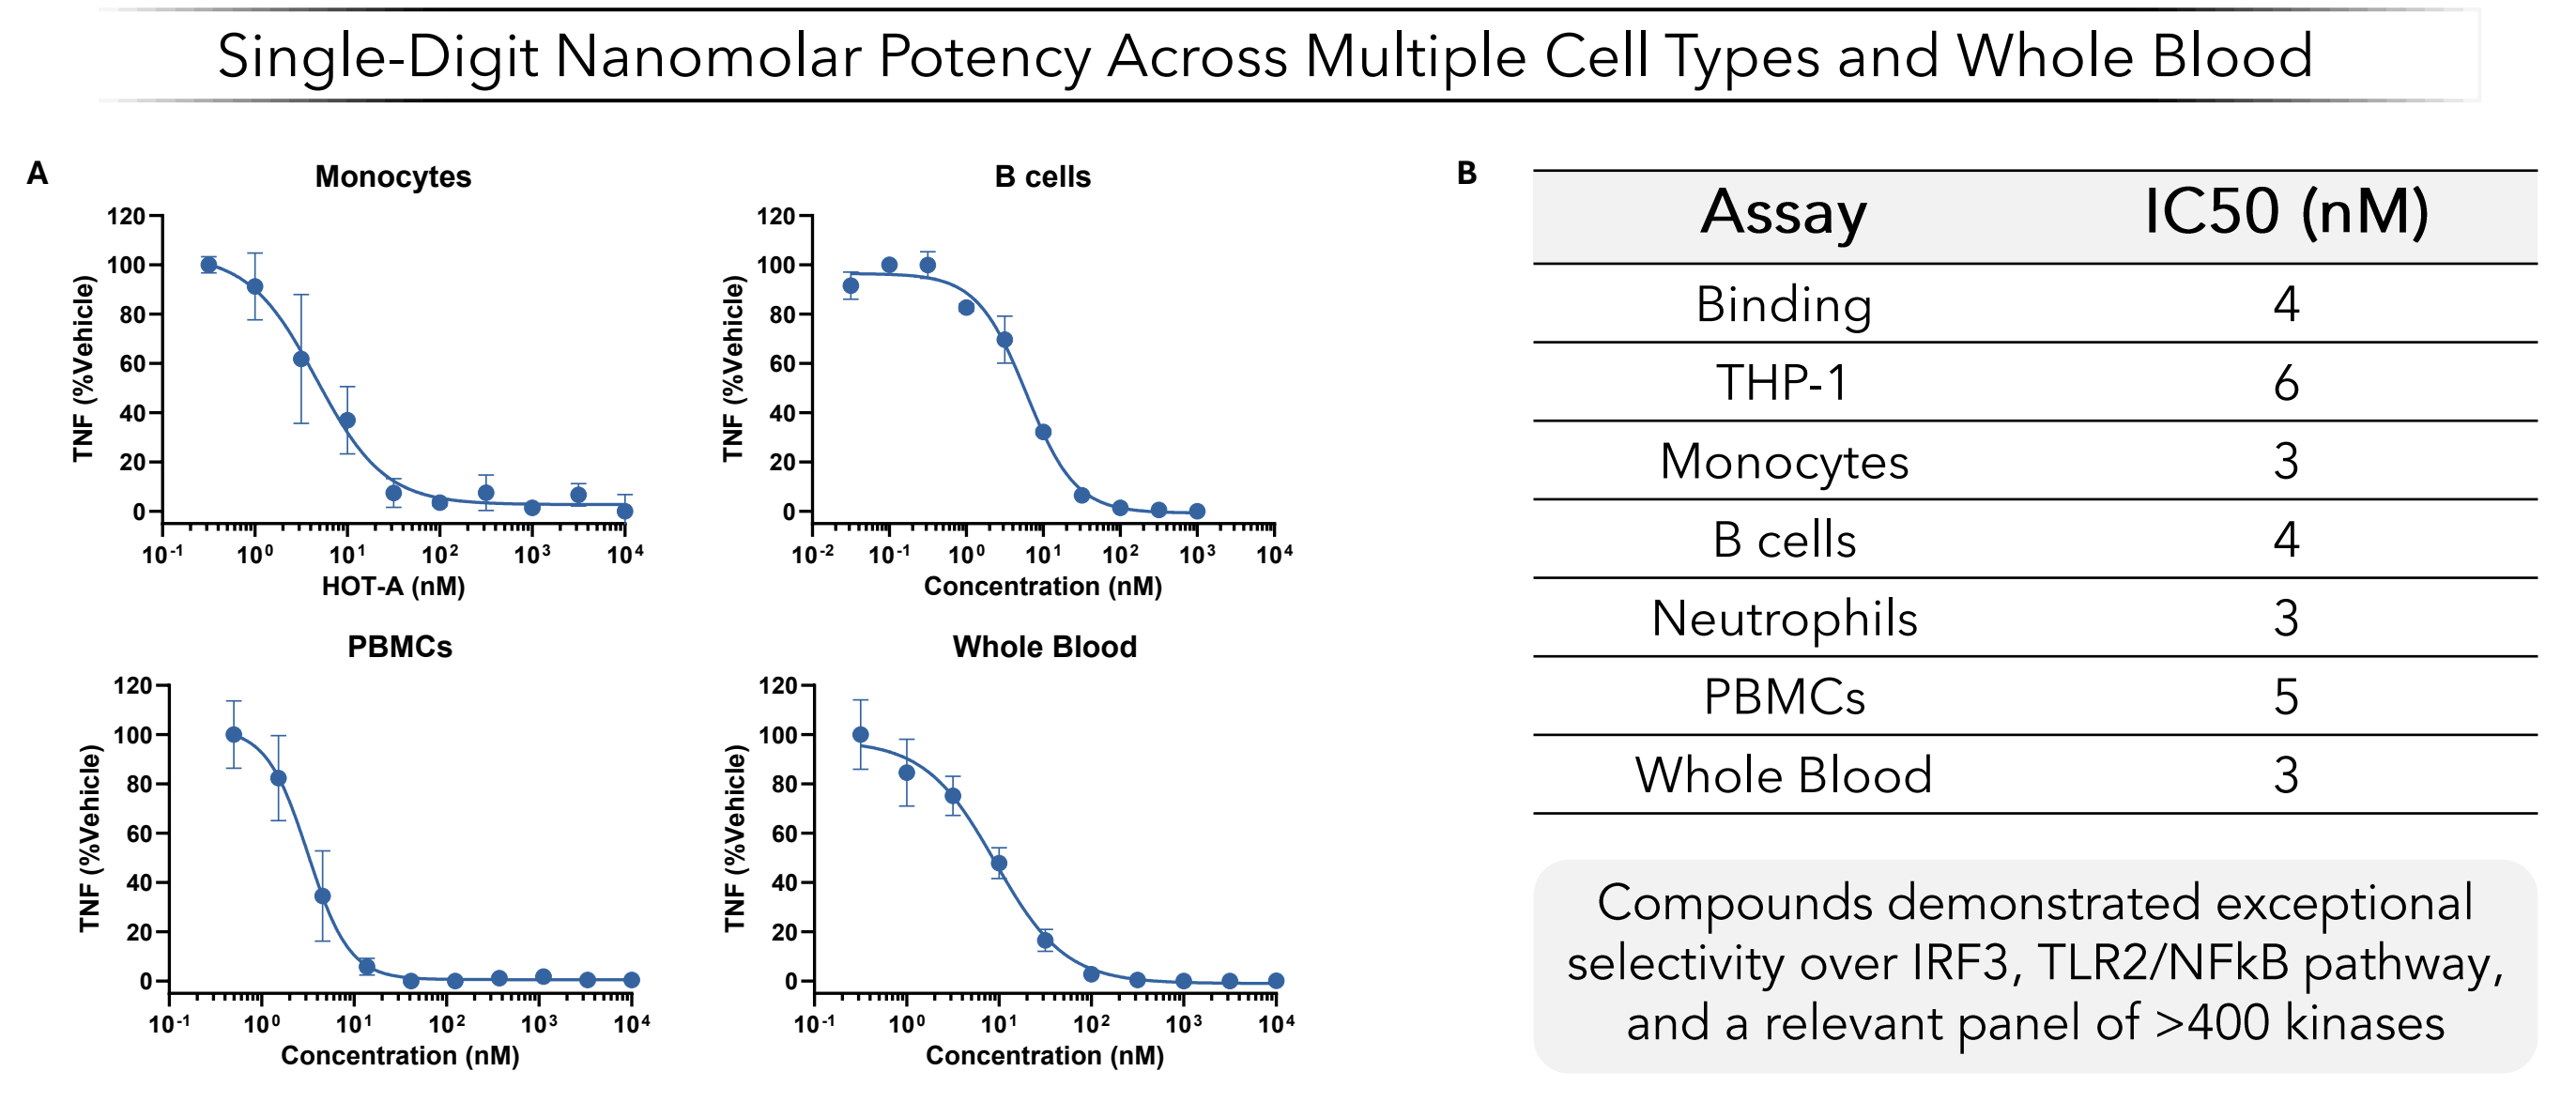 Single-Digit Nanomolar Potency Across Multiple Cell Types and Whole Blood
A
Monocytes
TNF (%Vehicle)
120
100
80
60
40
20
0
10⁻¹ 10⁰ 10¹ 10² 10³ 10⁴
HOT-A (nM)
B cells
TNF (%Vehicle)
120
100
80
60
40
20
0
10⁻² 10⁻¹ 10⁰ 10¹ 10² 10³ 10⁴
Concentration (nM)
PBMCs
TNF (%Vehicle)
120
100
80
60
40
20
0
10⁻¹ 10⁰ 10¹ 10² 10³ 10⁴
Concentration (nM)
Whole Blood
TNF (%Vehicle)
120
100
80
60
40
20
0
10⁻¹ 10⁰ 10¹ 10² 10³ 10⁴
Concentration (nM)
B
Assay IC50 (nM)
Binding 4
THP-1 6
Monocytes 3
B cells 4
Neutrophils 3
PBMCs 5
Whole Blood 3
Compounds demonstrated exceptional
selectivity over IRF3, TLR2/NFkB pathway,
and a relevant panel of >400 kinases